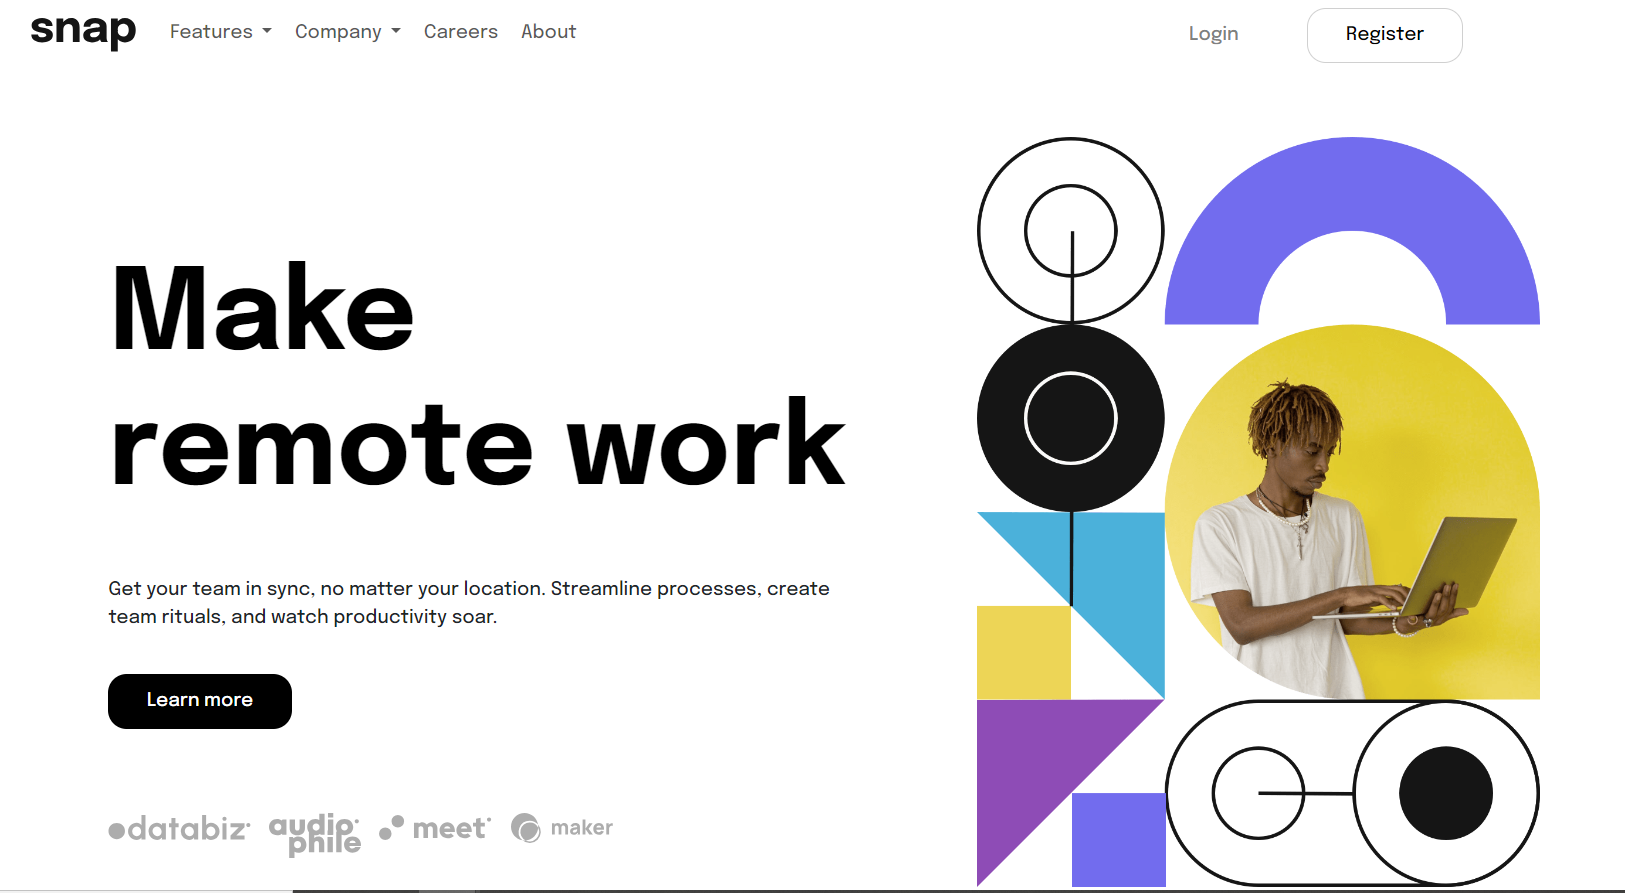 snap Features Company Careers About Login Register
Make
remote work
Get your team in sync, no matter your location. Streamline processes, create
team rituals, and watch productivity soar.
Learn more
databiz audiophile meet maker